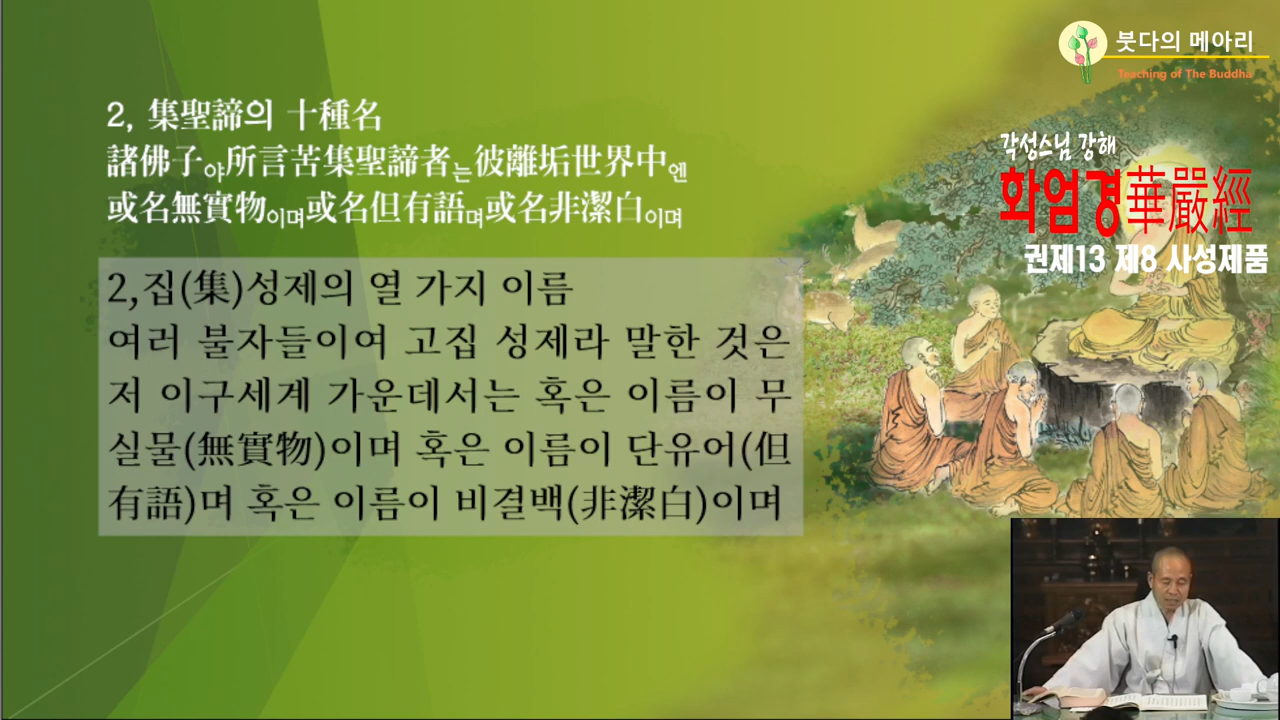 2, 集聖諦의 十種名
諸佛子야所言苦集聖諦者는彼離垢世界中엔
或名無實物이며或名但有語며或名非潔白이며
2,집(集)성제의 열 가지 이름
여러 불자들이여 고집 성제라 말한 것은
저 이구세계 가운데서는 혹은 이름이 무
실물(無實物)이며 혹은 이름이 단유어(但
有語)며 혹은 이름이 비결백(非潔白)이며
붓다의 메아리
Teaching of The Buddha
각성스님 강해
화엄경華嚴經
권제13 제8 사성제품